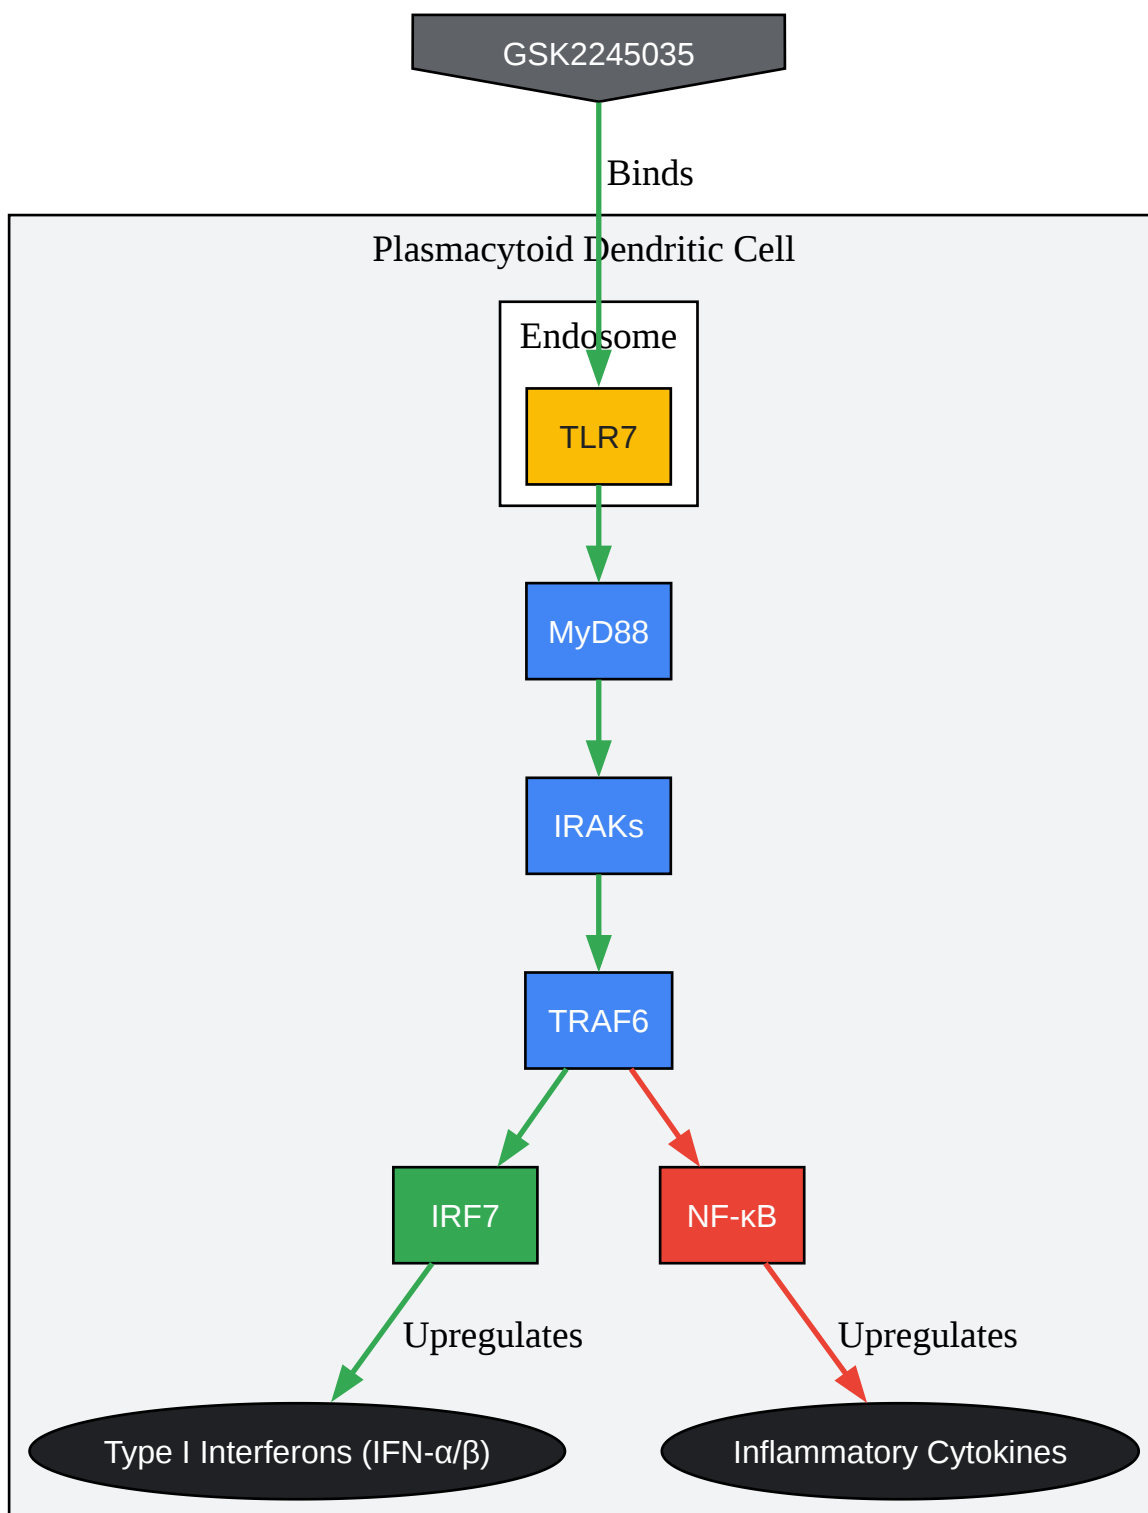 GSK2245035
Binds
Plasmacytoid Dendritic Cell
Endosome
TLR7
MyD88
IRAKs
TRAF6
IRF7
NF-κB
Upregulates
Upregulates
Type I Interferons (IFN-α/β)
Inflammatory Cytokines